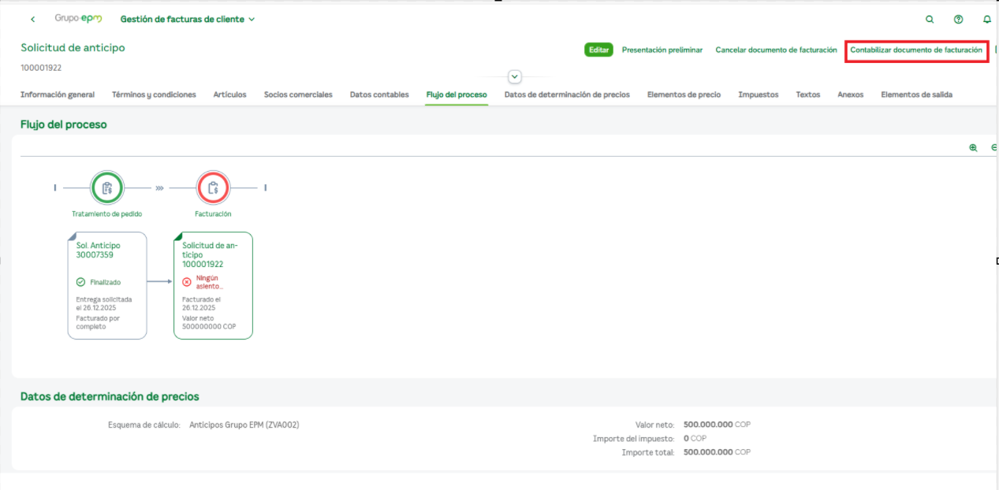 Grupo·epm
Gestión de facturas de cliente
Solicitud de anticipo
Editar
Presentación preliminar
Cancelar documento de facturación
Contabilizar documento de facturación
100001922
Información general
Términos y condiciones
Artículos
Socios comerciales
Datos contables
Flujo del proceso
Datos de determinación de precios
Elementos de precio
Impuestos
Textos
Anexos
Elementos de salida
Flujo del proceso
Tratamiento de pedido
Facturación
Sol. Anticipo
30007359
Finalizado
Entrega solicitada
el 26.12.2025
Facturado por
completo
Solicitud de an-
ticipo
100001922
Ningún
asiento...
Facturado el
26.12.2025
Valor neto
500000000 COP
Datos de determinación de precios
Esquema de cálculo: Anticipos Grupo EPM (ZVA002)
Valor neto: 500.000.000 COP
Importe del impuesto: 0 COP
Importe total: 500.000.000 COP